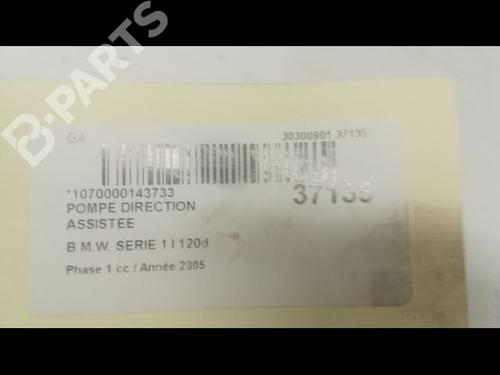 B-PARTS
GA
30300901 37135
*1070000143733
37135
POMPE DIRECTION
ASSISTEE
B.M.W. SERIE 1 I 120d
Phase 1 cc / Année 2005